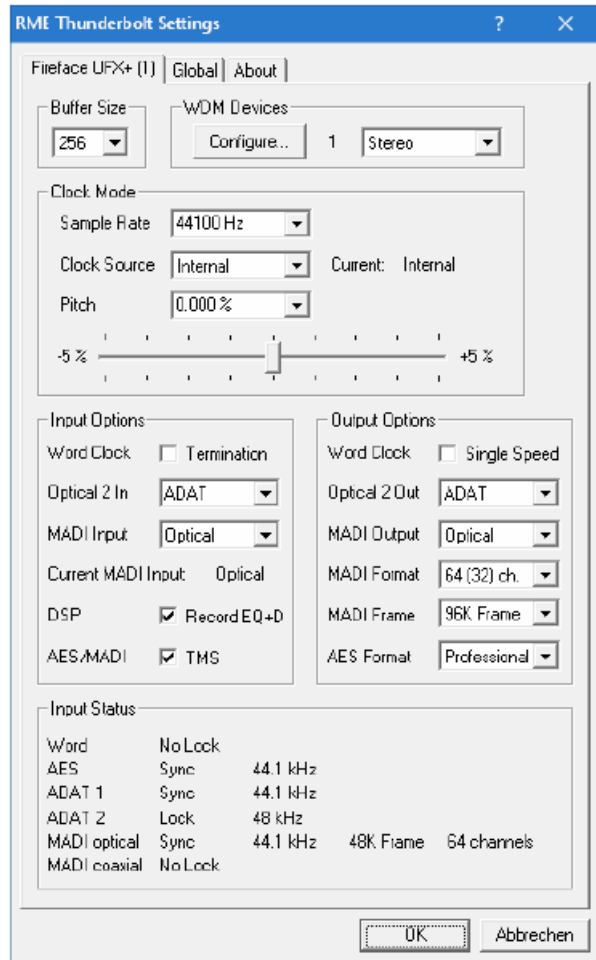 RME Thunderbolt Settings ? ×
Fireface UFX+ (1) Global About
Buffer Size
256
WDM Devices
Configure... 1 Stereo
Clock Mode
Sample Rate 44100 Hz
Clock Source Internal Current: Internal
Pitch 0.000 %
-5 % +5 %
Input Options
Word Clock Termination
Optical 2 In ADAT
MADI Input Optical
Current MADI Input: Optical
DSP Record EQ+D
AES/MADI TMS
Output Options
Word Clock Single Speed
Optical 2 Out ADAT
MADI Output Optical
MADI Format 64 (32) ch.
MADI Frame 96K Frame
AES Format Professional
Input Status
Word No Lock
AES Sync 44.1 kHz
ADAT 1 Sync 44.1 kHz
ADAT 2 Lock 48 kHz
MADI optical Sync 44.1 kHz 48K Frame 64 channels
MADI coaxial No Lock
OK Abbrechen